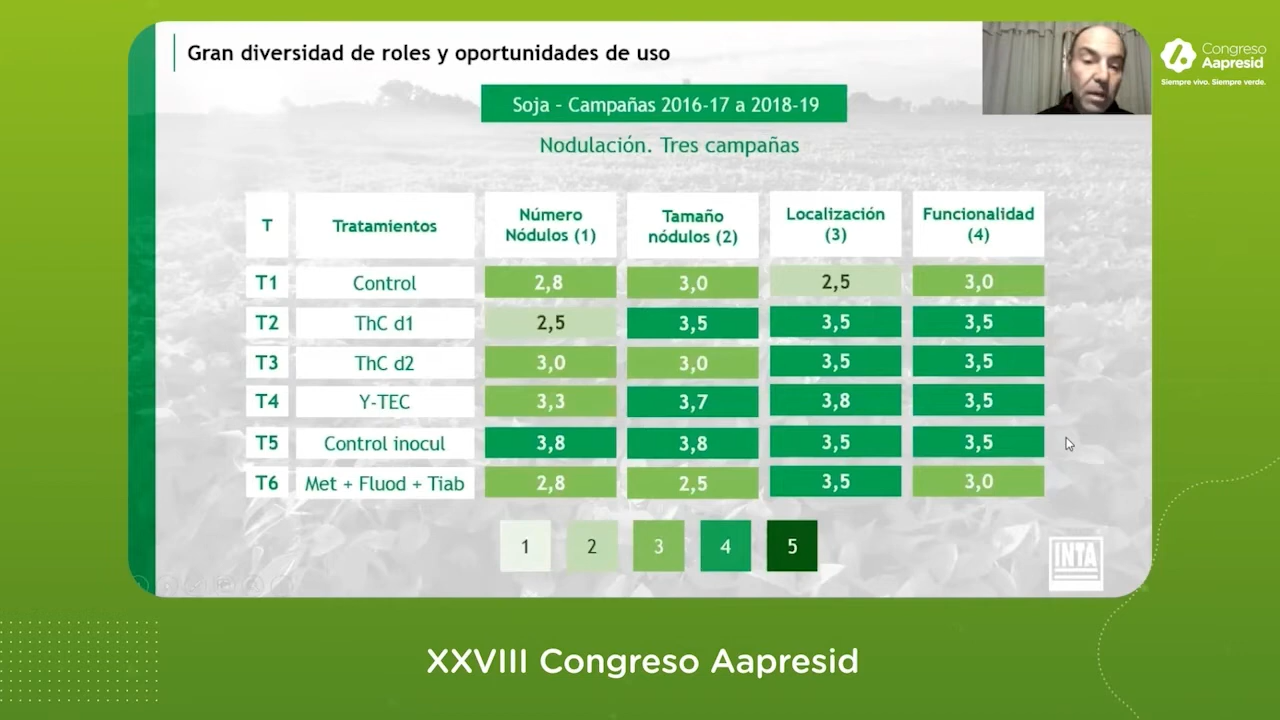 Gran diversidad de roles y oportunidades de uso
Congreso
Aapresid
Siempre vivo. Siempre verde.
Soja - Campañas 2016-17 a 2018-19
Nodulación. Tres campañas
T
Tratamientos
Número
Nódulos (1)
Tamaño
nódulos (2)
Localización
(3)
Funcionalidad
(4)
T1 Control 2,8 3,0 2,5 3,0
T2 ThC d1 2,5 3,5 3,5 3,5
T3 ThC d2 3,0 3,0 3,5 3,5
T4 Y-TEC 3,3 3,7 3,8 3,5
T5 Control inocul 3,8 3,8 3,5 3,5
T6 Met + Fluod + Tiab 2,8 2,5 3,5 3,0
1 2 3 4 5
INTA
XXVIII Congreso Aapresid